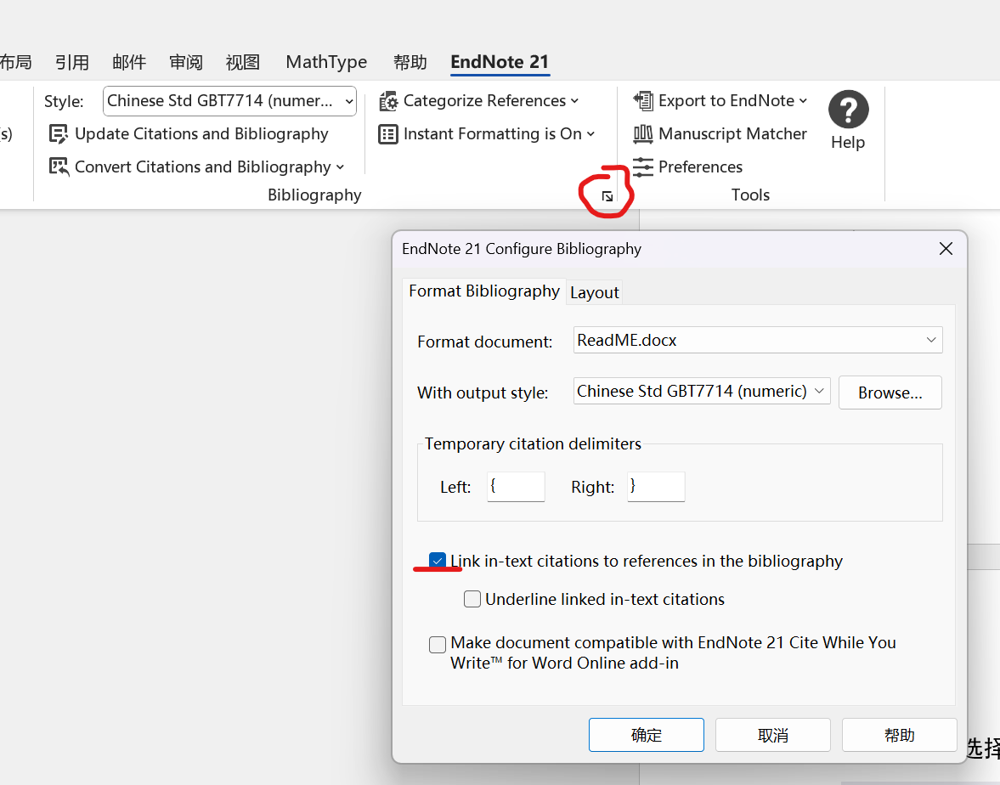 布局 引用 邮件 审阅 视图 MathType 帮助 EndNote 21
Style: Chinese Std GBT7714 (numer... Categorize References Export to EndNote
s) Update Citations and Bibliography Instant Formatting is On Manuscript Matcher Help
Convert Citations and Bibliography Preferences
Bibliography Tools
EndNote 21 Configure Bibliography
Format Bibliography Layout
Format document: ReadME.docx
With output style: Chinese Std GBT7714 (numeric) Browse...
Temporary citation delimiters
Left: { Right: }
Link in-text citations to references in the bibliography
Underline linked in-text citations
Make document compatible with EndNote 21 Cite While You
Write™ for Word Online add-in
确定 取消 帮助
选择